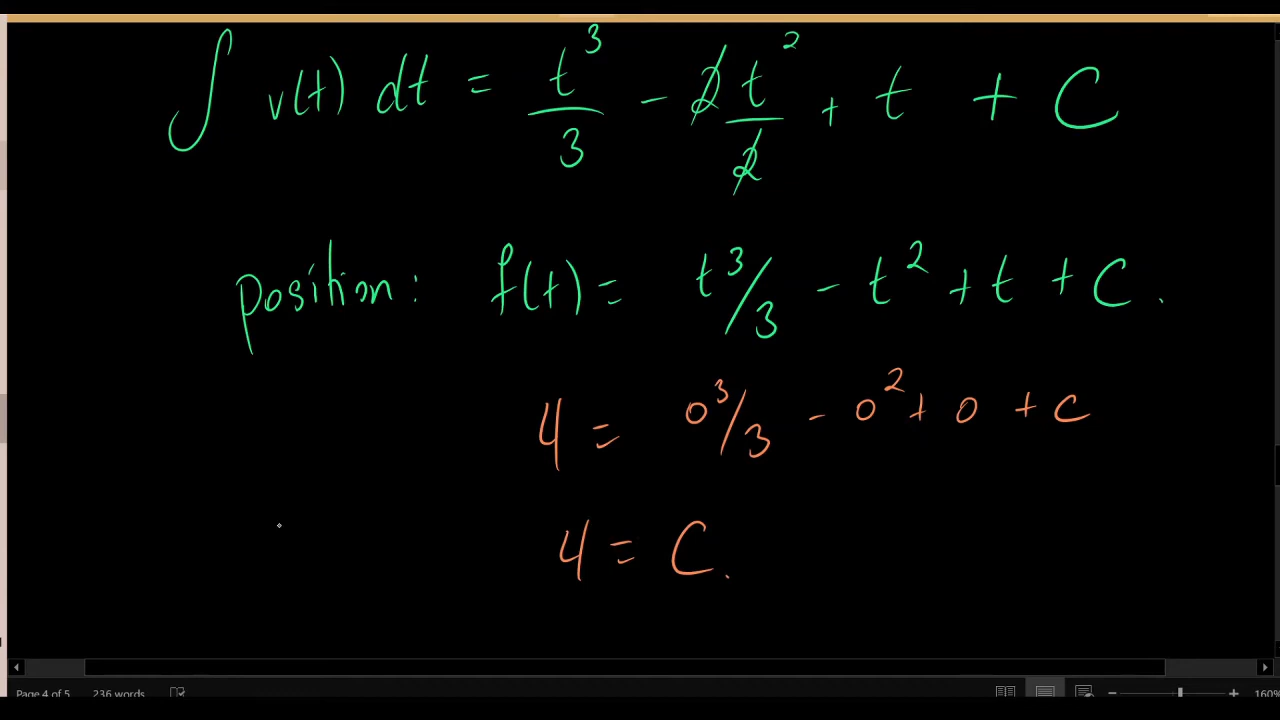 ∫ v(t) dt = t³/3 - 2t²/2 + t + C
position: f(t) = t³/3 - t² + t + C.
4 = 0³/3 - 0² + 0 + C
4 = C.
Page 4 of 5 236 words 160%